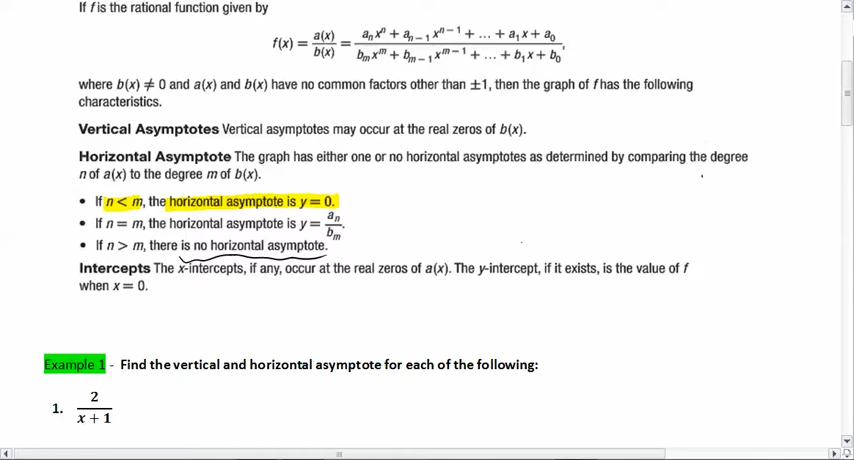 If f is the rational function given by
f(x) = a(x)/b(x) = (aₙxⁿ + aₙ₋₁xⁿ⁻¹ + ... + a₁x + a₀)/(bₘxᵐ + bₘ₋₁xᵐ⁻¹ + ... + b₁x + b₀),
where b(x) ≠ 0 and a(x) and b(x) have no common factors other than ±1, then the graph of f has the following
characteristics.
Vertical Asymptotes Vertical asymptotes may occur at the real zeros of b(x).
Horizontal Asymptote The graph has either one or no horizontal asymptotes as determined by comparing the degree
n of a(x) to the degree m of b(x).
• If n < m, the horizontal asymptote is y = 0.
• If n = m, the horizontal asymptote is y = aₙ/bₘ.
• If n > m, there is no horizontal asymptote.
Intercepts The x-intercepts, if any, occur at the real zeros of a(x). The y-intercept, if it exists, is the value of f
when x = 0.
Example 1 - Find the vertical and horizontal asymptote for each of the following:
1. 2/(x + 1)